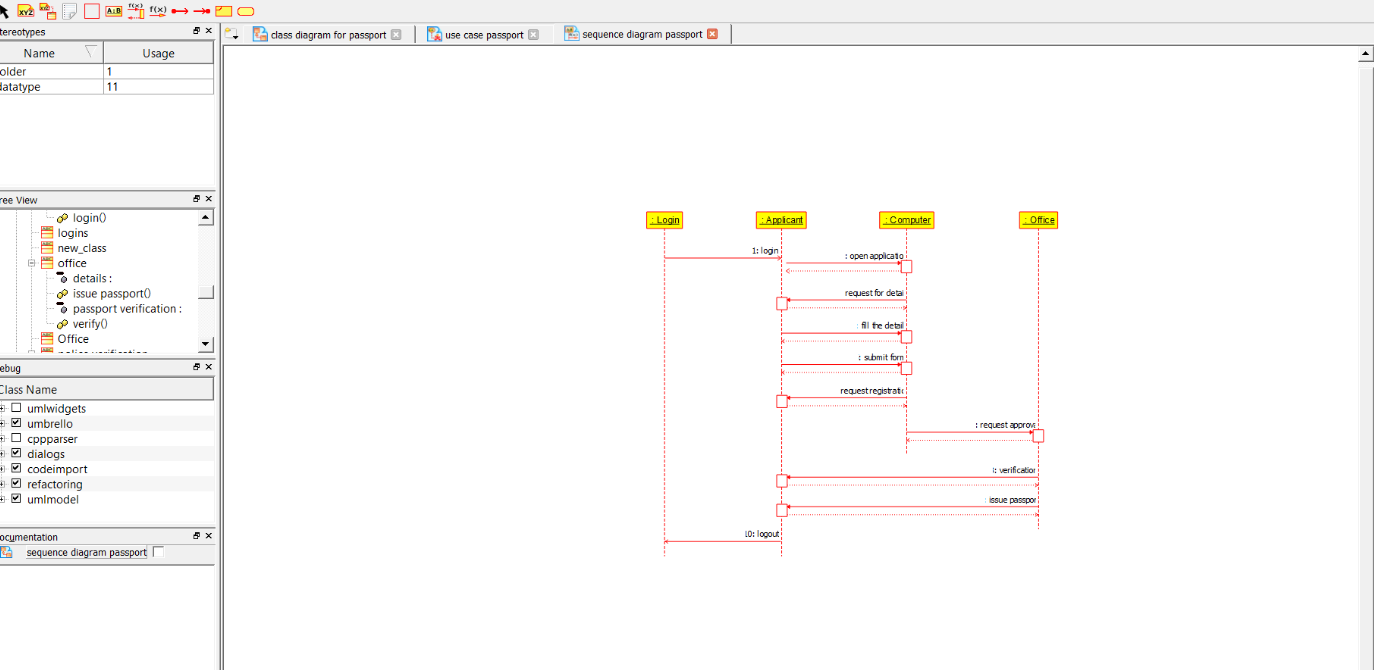 XYZ
A↓B
f(x)
f(x)
tereotypes
Name Usage
older 1
datatype 11
ree View
login()
logins
new_class
office
details :
issue passport()
passport verification :
verify()
Office
ebug
Class Name
umlwidgets
umbrello
cppparser
dialogs
codeimport
refactoring
umlmodel
ocumentation
sequence diagram passport
class diagram for passport
use case passport
sequence diagram passport
: Login
: Applicant
: Computer
: Office
1: login
: open applicatio
request for detai
: fill the detail
: submit forn
request registratio
: request approva
: verification
issue passpor
10: logout